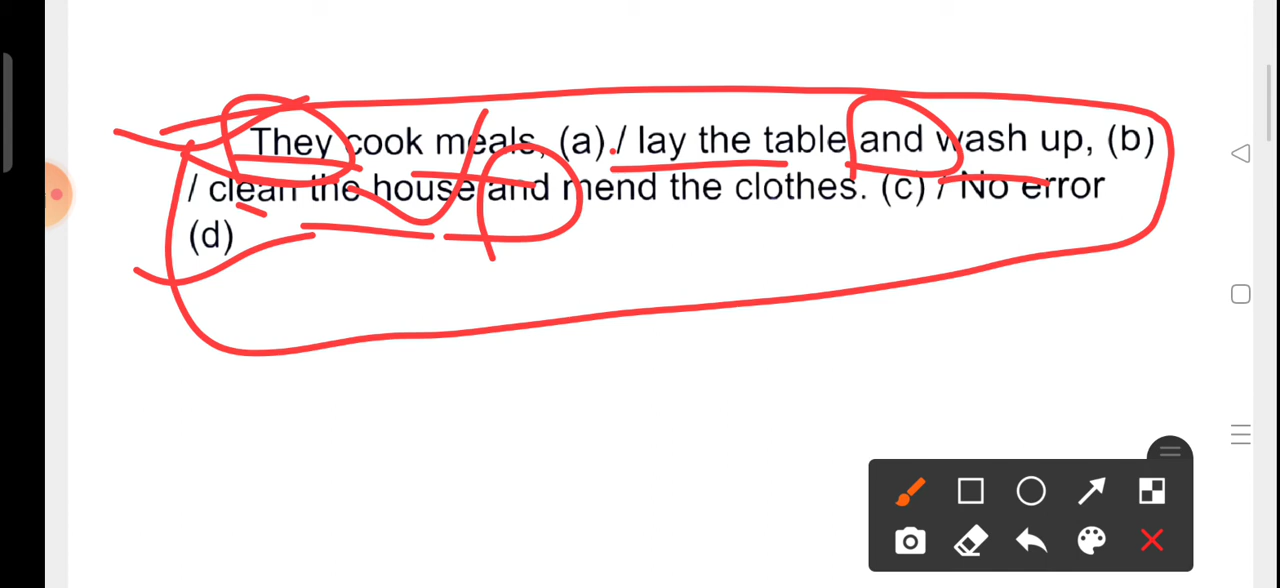 They cook meals, (a) / lay the table and wash up, (b)
/ clean the house and mend the clothes. (c) / No error
(d)